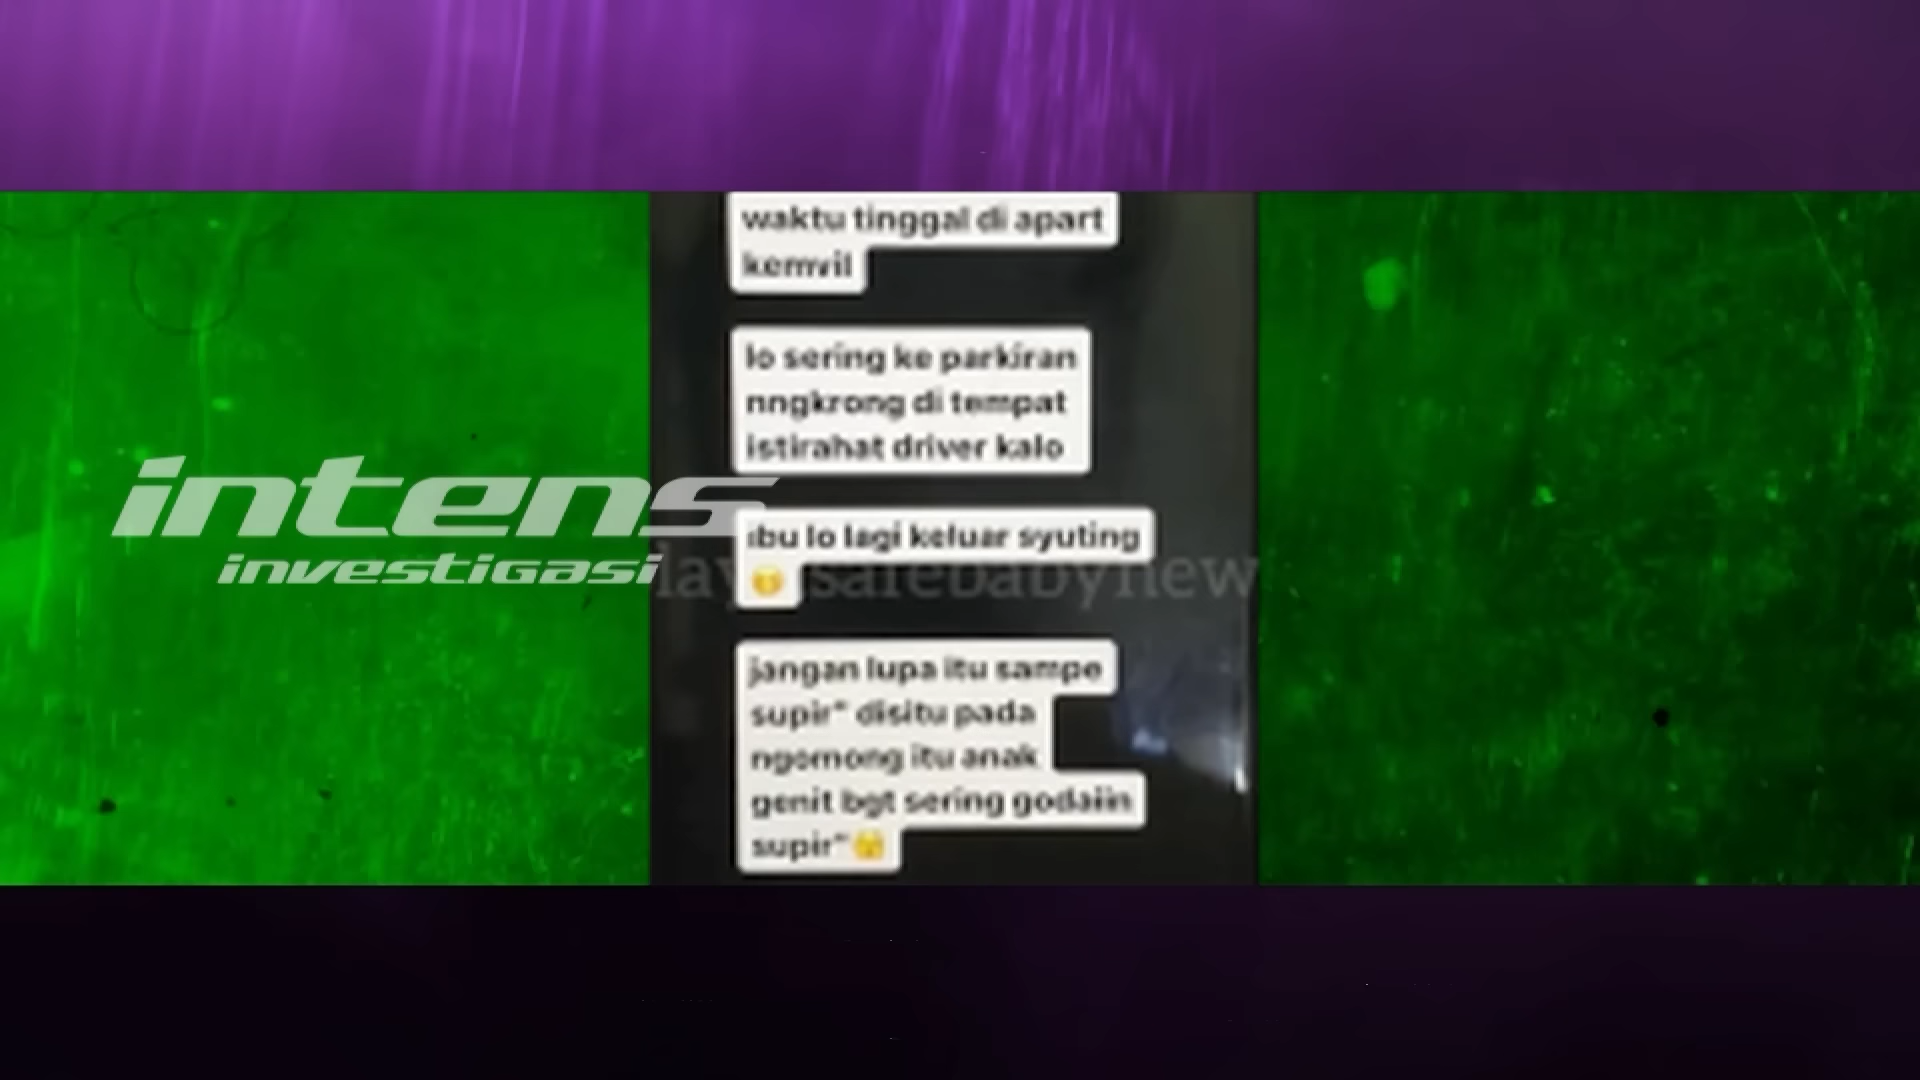 waktu tinggal di apart
kemvil
lo sering ke parkiran
nngkrong di tempat
istirahat driver kalo
intens
investigasi
ibu lo lagi keluar syuting
jangan lupa itu sampe
supir" disitu pada
ngomong itu anak
genit bgt sering godaiin
supir"